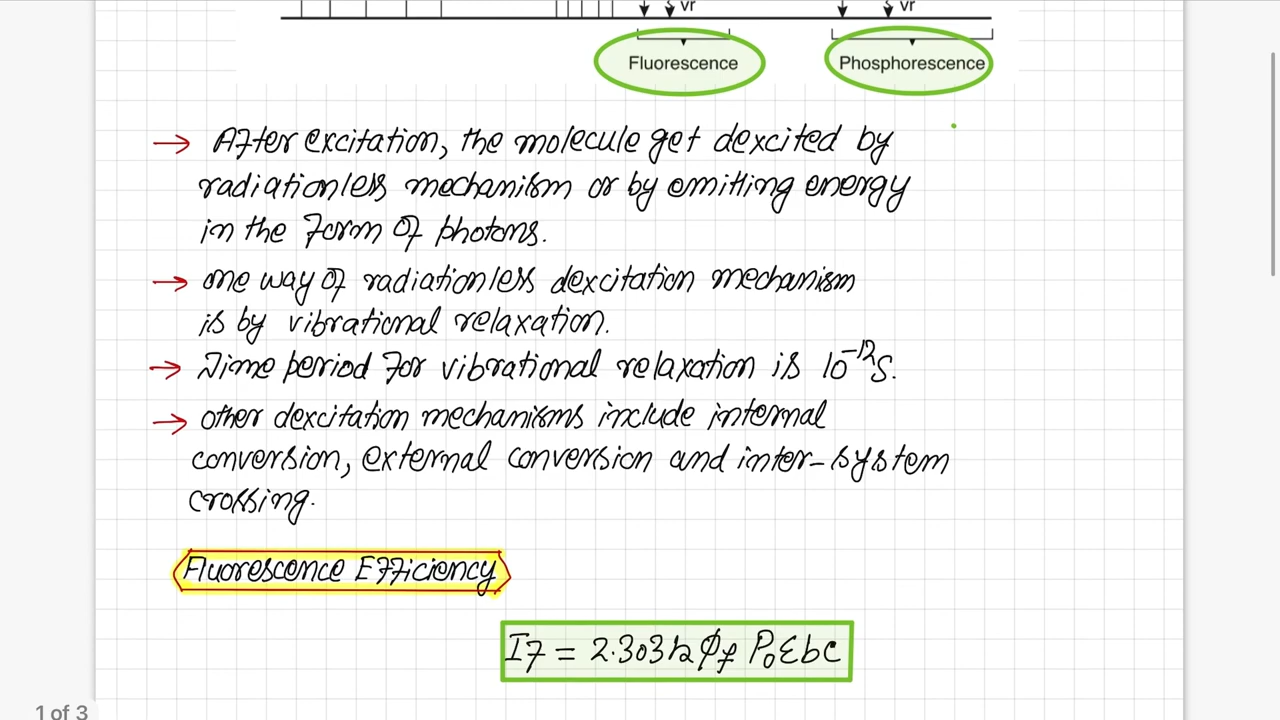 vr vr
Fluorescence Phosphorescence
→ After excitation, the molecule get dexcited by
radiationless mechanism or by emitting energy
in the form of photons.
→ one way of radiationless dexcitation mechanism
is by vibrational relaxation.
→ Time period for vibrational relaxation is 10⁻¹²s.
→ other dexcitation mechanisms include internal
conversion, external conversion and inter-system
crossing.
Fluorescence Efficiency
If = 2.303 k ϕf P₀εbc
1 of 3